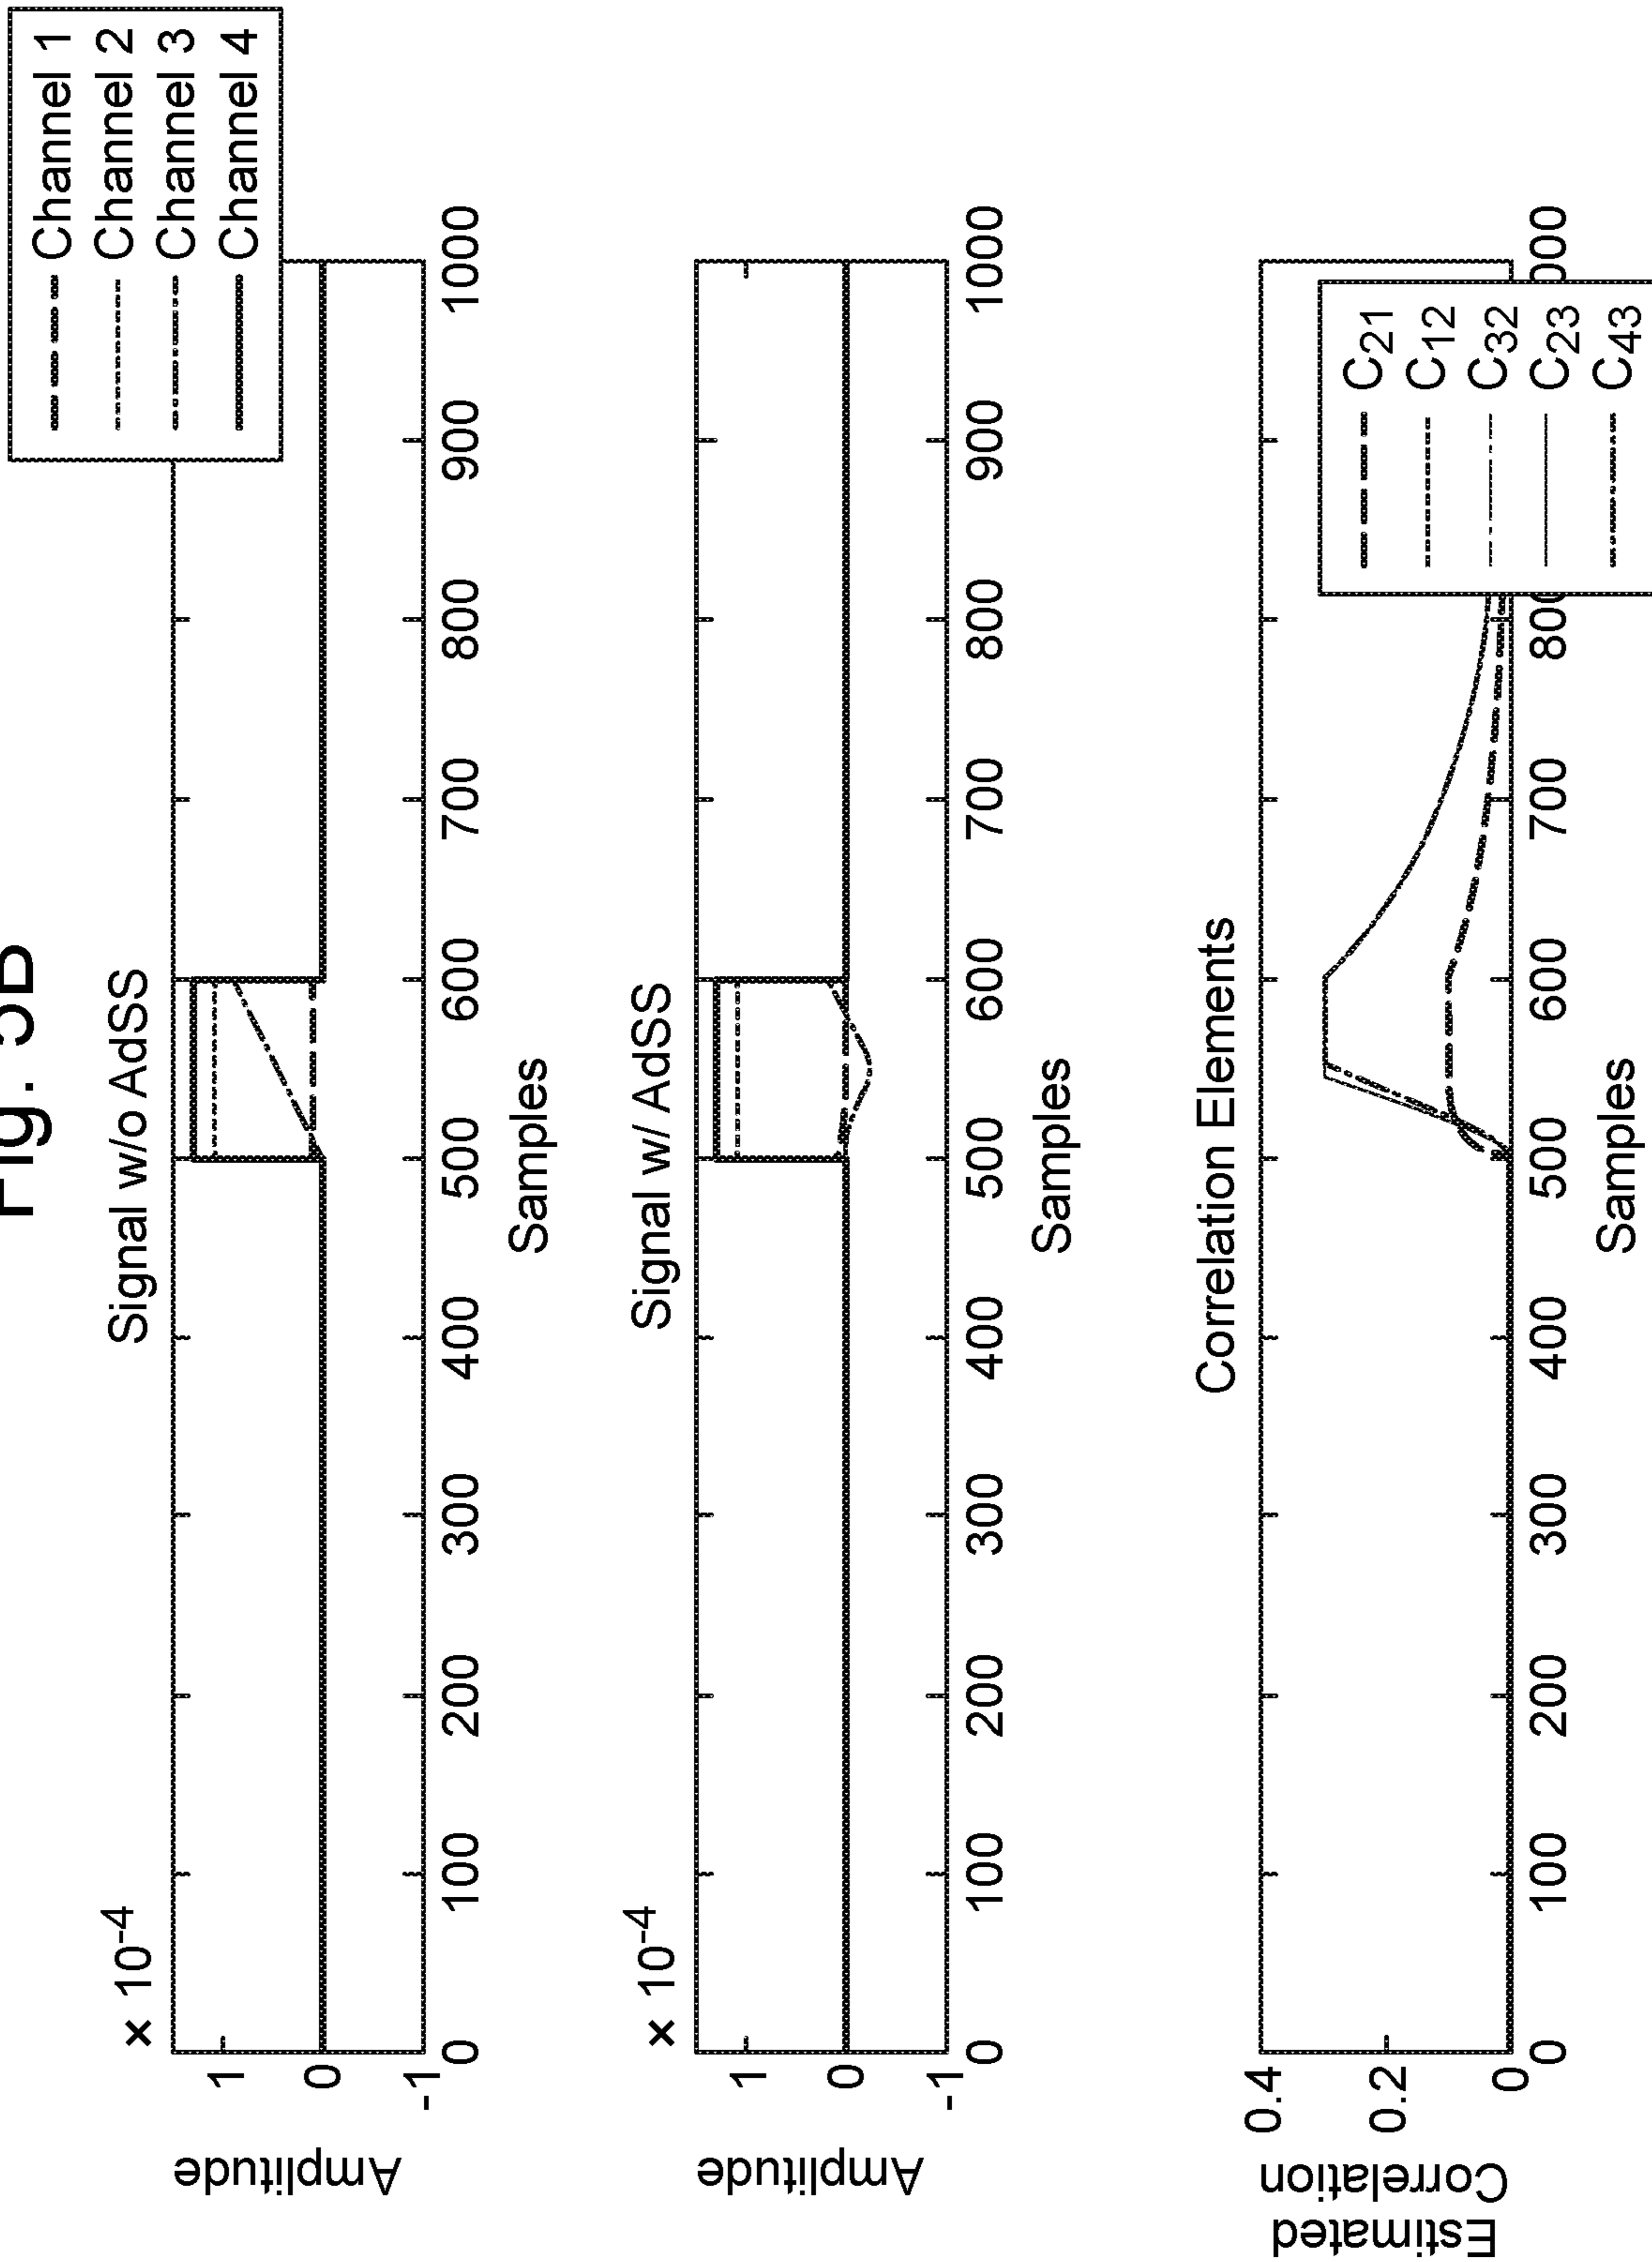 Fig. 5B
Signal w/o AdSS
× 10-4
Channel 1
Channel 2
Channel 3
Channel 4
Amplitude
1
0
-1
0 100 200 300 400 500 600 700 800 900 1000
Samples
Signal w/ AdSS
× 10-4
Amplitude
1
0
-1
0 100 200 300 400 500 600 700 800 900 1000
Samples
Correlation Elements
Estimated
Correlation
0.4
0.2
0
0 100 200 300 400 500 600 700 800 000
Samples
C21
C12
C32
C23
C43